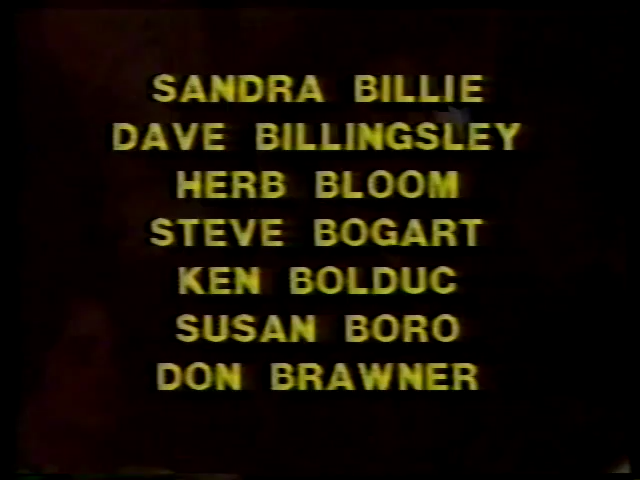 SANDRA BILLIE
DAVE BILLINGSLEY
HERB BLOOM
STEVE BOGART
KEN BOLDUC
SUSAN BORO
DON BRAWNER